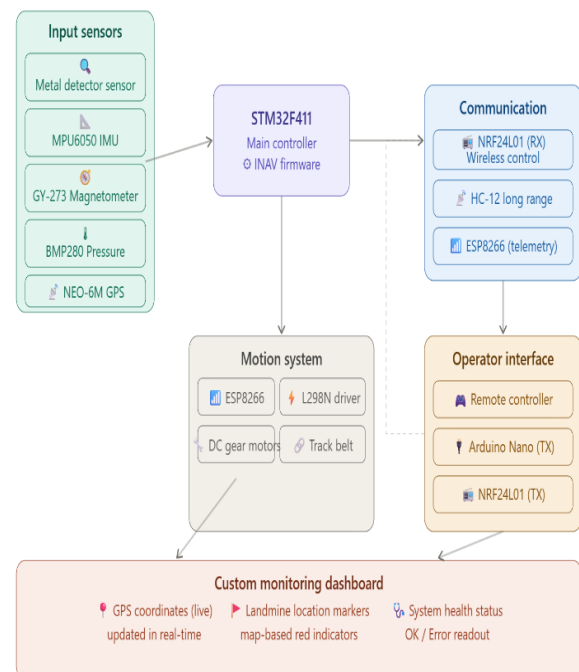 Input sensors
Metal detector sensor
MPU6050 IMU
GY-273 Magnetometer
BMP280 Pressure
NEO-6M GPS
STM32F411
Main controller
INAV firmware
Communication
NRF24L01 (RX)
Wireless control
HC-12 long range
ESP8266 (telemetry)
Motion system
ESP8266
L298N driver
DC gear motors
Track belt
Operator interface
Remote controller
Arduino Nano (TX)
NRF24L01 (TX)
Custom monitoring dashboard
GPS coordinates (live)
updated in real-time
Landmine location markers
map-based red indicators
System health status
OK / Error readout